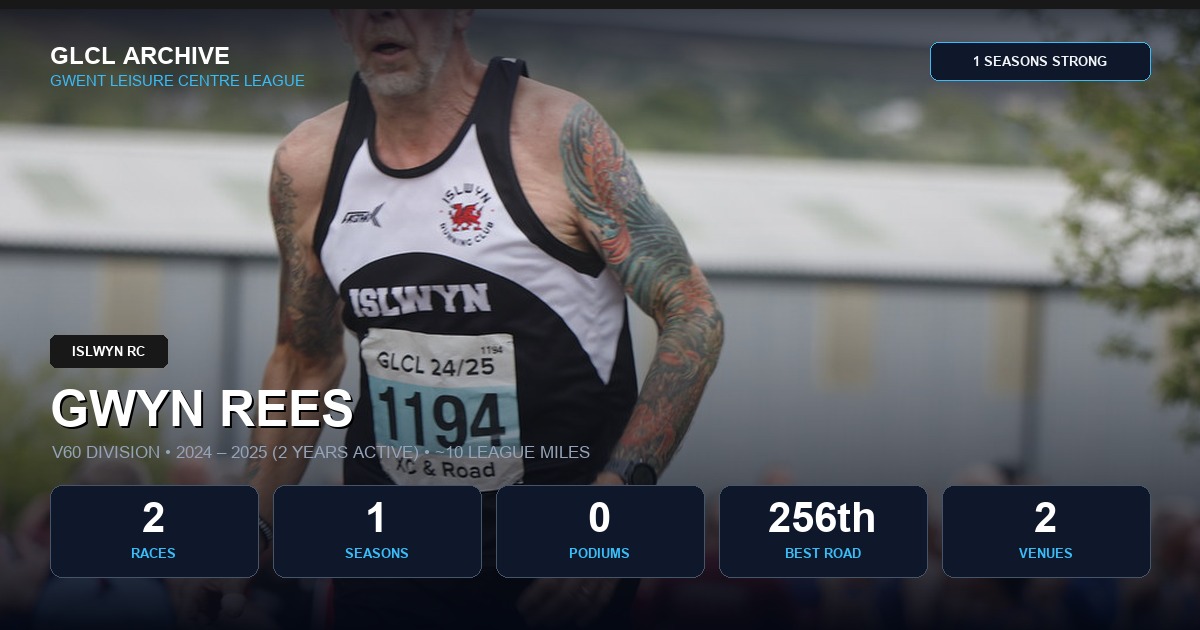 GLCL ARCHIVE
GWENT LEISURE CENTRE LEAGUE
1 SEASONS STRONG
ISLWYN
RUNNING CLUB
ISLWYN
1194
GLCL 24/25
1194
XC & Road
ISLWYN RC
GWYN REES
V60 DIVISION • 2024 – 2025 (2 YEARS ACTIVE) • ~10 LEAGUE MILES
2
RACES
1
SEASONS
0
PODIUMS
256th
BEST ROAD
2
VENUES